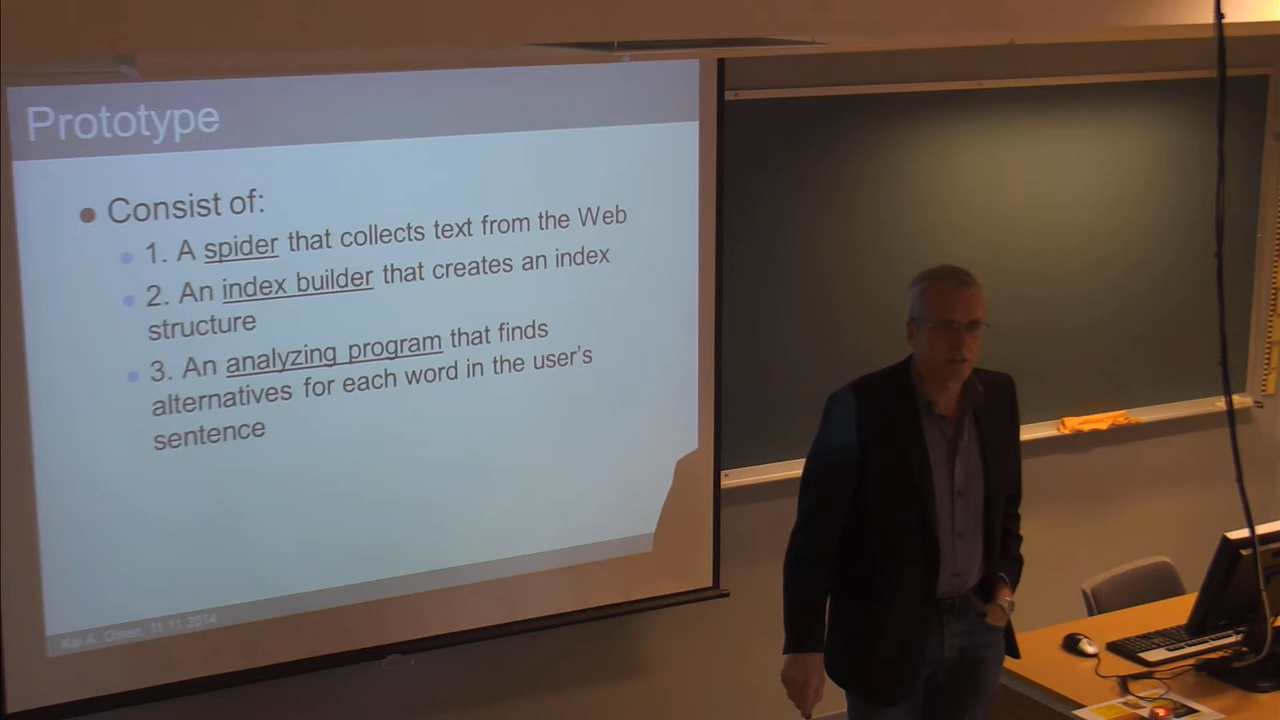 Prototype
Consist of:
1. A spider that collects text from the Web
2. An index builder that creates an index
structure
3. An analyzing program that finds
alternatives for each word in the user's
sentence
Kai A. Olsen, 11.11.2014